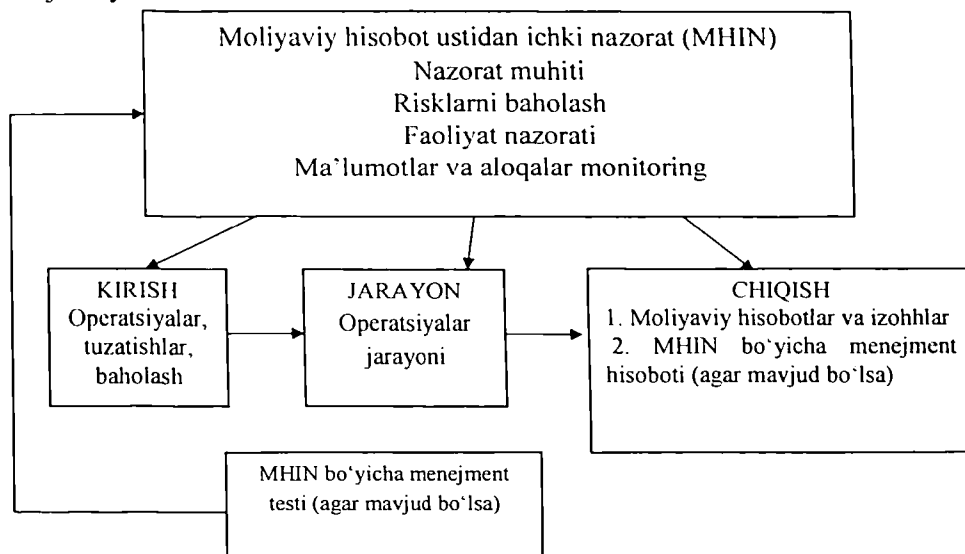 Moliyaviy hisobot ustidan ichki nazorat (MHIN)
Nazorat muhiti
Risklarni baholash
Faoliyat nazorati
Ma’lumotlar va aloqalar monitoring
KIRISH
Operatsiyalar,
tuzatishlar,
baholash
JARAYON
Operatsiyalar
jarayoni
CHIQISH
1. Moliyaviy hisobotlar va izohhlar
2. MHIN bo‘yicha menejment
hisoboti (agar mavjud bo‘lsa)
MHIN bo‘yicha menejment
testi (agar mavjud bo‘lsa)